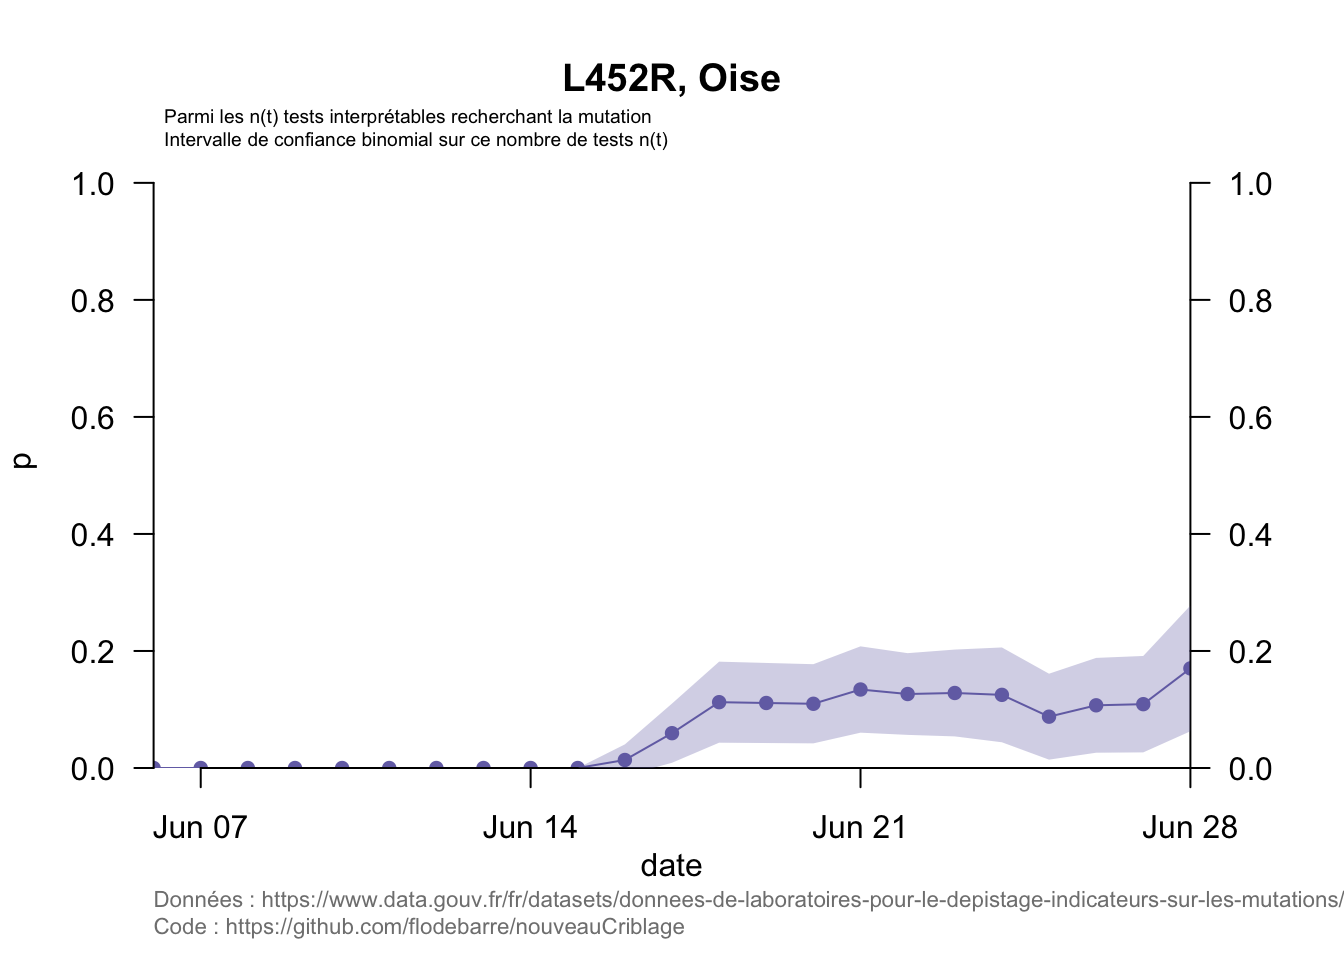 L452R, Oise
Parmi les n(t) tests interprétables recherchant la mutation
Intervalle de confiance binomial sur ce nombre de tests n(t)
1.0 1.0
0.8 0.8
0.6 0.6
p
0.4 0.4
0.2 0.2
0.0 0.0
Jun 07 Jun 14 Jun 21 Jun 28
date
Données : https://www.data.gouv.fr/fr/datasets/donnees-de-laboratoires-pour-le-depistage-indicateurs-sur-les-mutations/
Code : https://github.com/flodebarre/nouveauCriblage